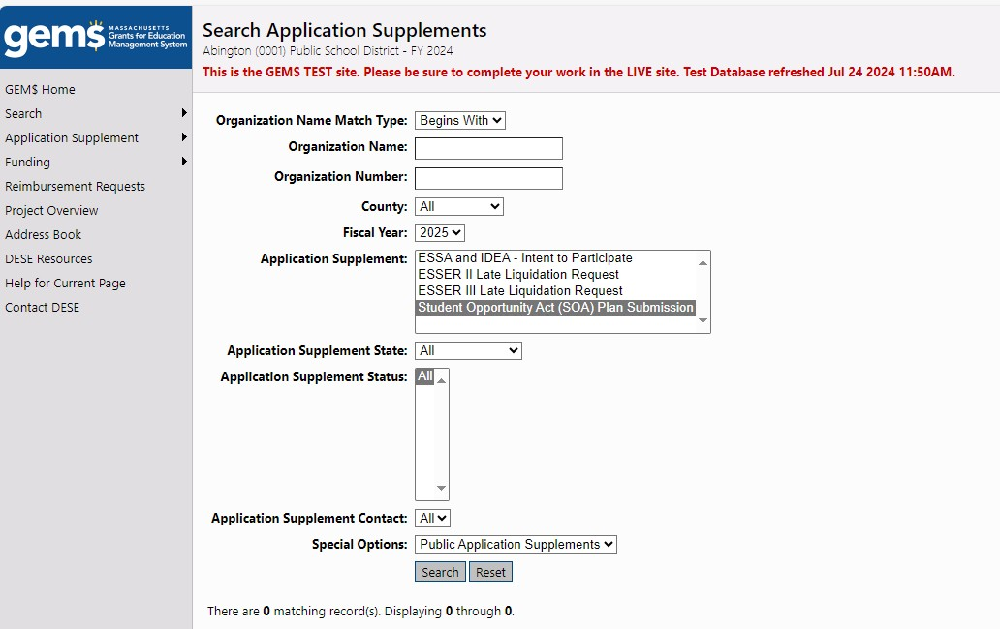 gem$ MASSACHUSETTS
Grants for Education
Management System
Search Application Supplements
Abington (0001) Public School District - FY 2024
This is the GEM$ TEST site. Please be sure to complete your work in the LIVE site. Test Database refreshed Jul 24 2024 11:50AM.
GEM$ Home
Search
Application Supplement
Funding
Reimbursement Requests
Project Overview
Address Book
DESE Resources
Help for Current Page
Contact DESE
Organization Name Match Type: Begins With
Organization Name:
Organization Number:
County: All
Fiscal Year: 2025
Application Supplement: ESSA and IDEA - Intent to Participate
ESSER II Late Liquidation Request
ESSER III Late Liquidation Request
Student Opportunity Act (SOA) Plan Submission
Application Supplement State: All
Application Supplement Status: All
Application Supplement Contact: All
Special Options: Public Application Supplements
Search Reset
There are 0 matching record(s). Displaying 0 through 0.